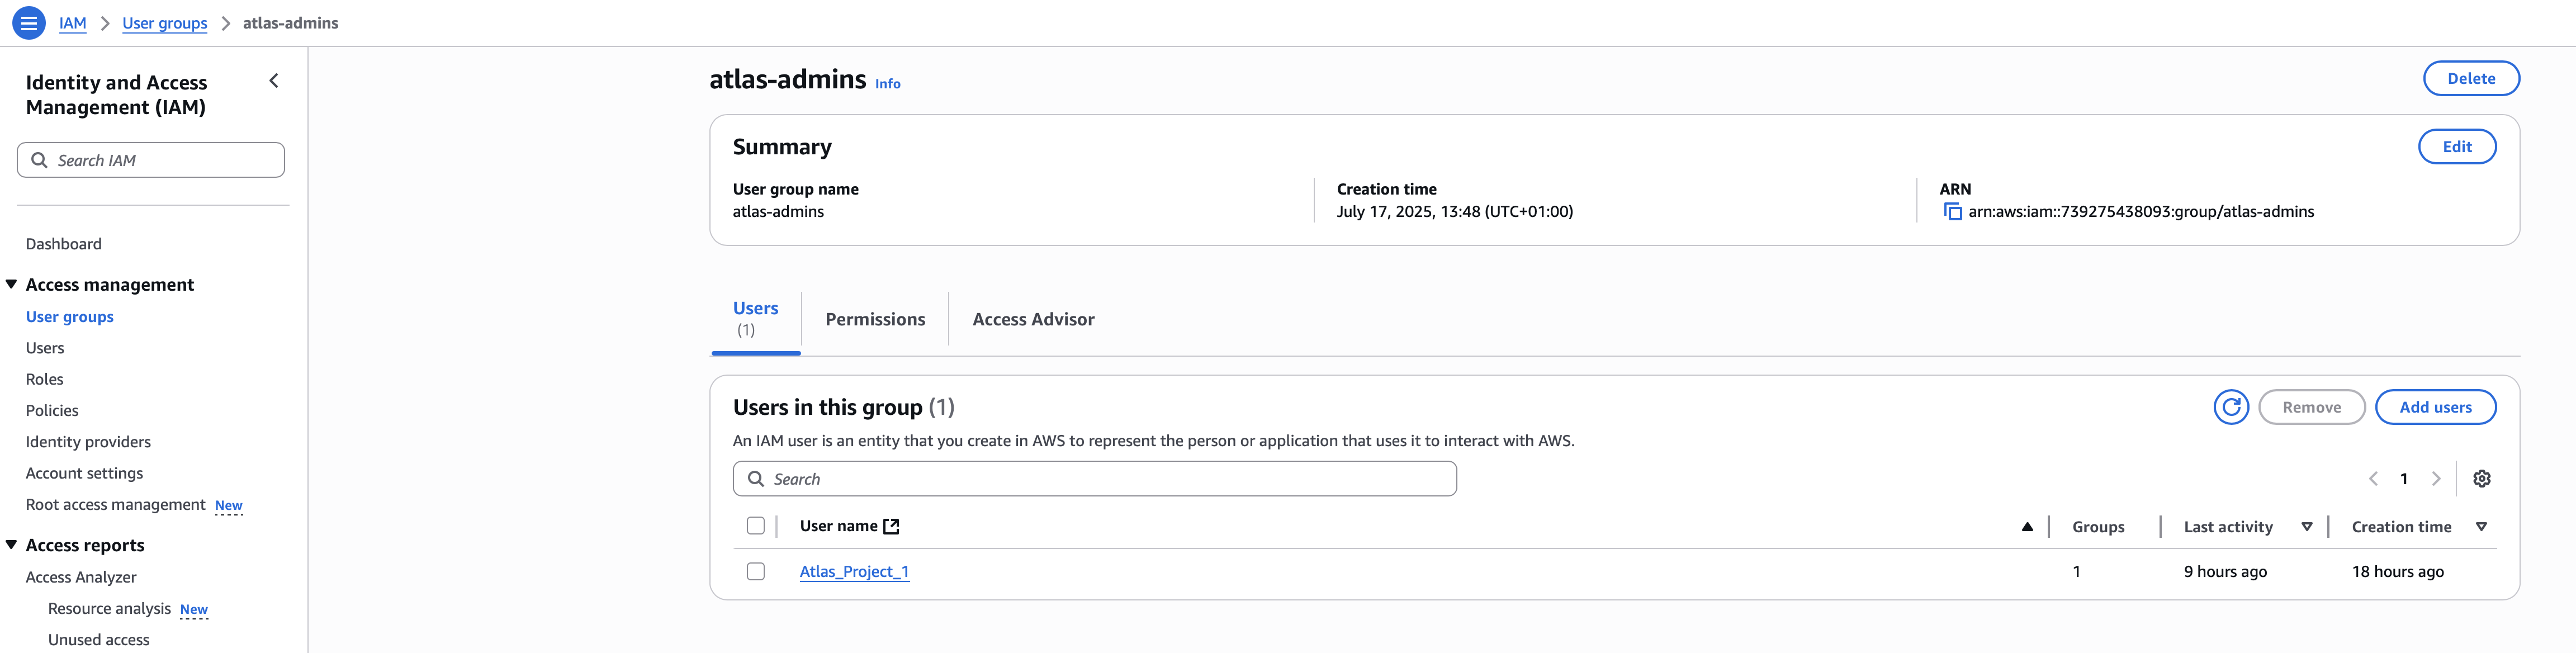 IAM
User groups
atlas-admins
Identity and Access
Management (IAM)
Search IAM
Dashboard
Access management
User groups
Users
Roles
Policies
Identity providers
Account settings
Root access management New
Access reports
Access Analyzer
Resource analysis New
Unused access
atlas-admins Info
Delete
Summary
Edit
User group name
atlas-admins
Creation time
July 17, 2025, 13:48 (UTC+01:00)
ARN
arn:aws:iam::739275438093:group/atlas-admins
Users
(1)
Permissions
Access Advisor
Users in this group (1)
Remove
Add users
An IAM user is an entity that you create in AWS to represent the person or application that uses it to interact with AWS.
Search
1
User name
Groups
Last activity
Creation time
Atlas_Project_1
1
9 hours ago
18 hours ago